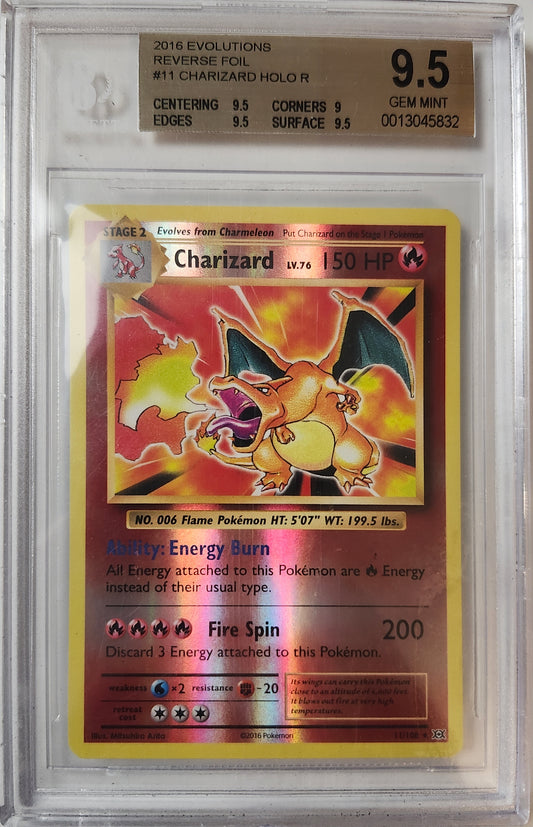 2016 EVOLUTIONS
REVERSE FOIL
#11 CHARIZARD HOLO R
9.5
GEM MINT
CENTERING 9.5 CORNERS 9
EDGES 9.5 SURFACE 9.5
0013045832
STAGE 2 Evolves from Charmeleon Put Charizard on the Stage 1 Pokémon
Charizard LV.76 150 HP
NO. 006 Flame Pokémon HT: 5'07" WT: 199.5 lbs.
Ability: Energy Burn
All Energy attached to this Pokémon are Energy
instead of their usual type.
Fire Spin 200
Discard 3 Energy attached to this Pokémon.
weakness ×2 resistance -20
retreat
cost
Its wings can carry this Pokémon
close to an altitude of 4,600 feet.
It blows out fire at very high
temperatures.
Illus. Mitsuhiro Arita ©2016 Pokémon 11/108 ★